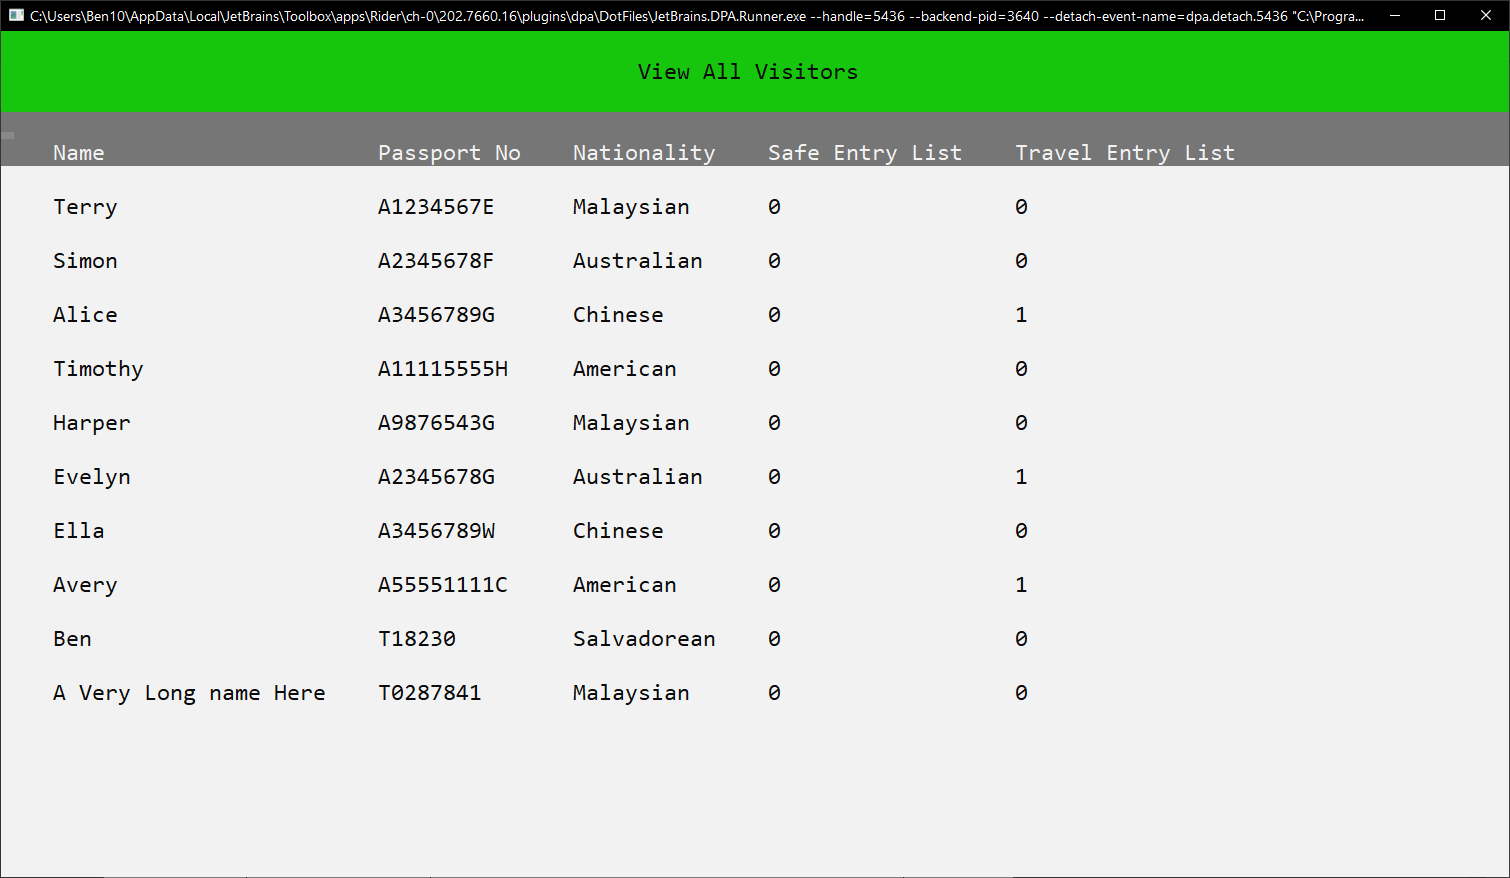 C:\Users\Ben10\AppData\Local\JetBrains\Toolbox\apps\Rider\ch-0\202.7660.16\plugins\dpa\DotFiles\JetBrains.DPA.Runner.exe --handle=5436 --backend-pid=3640 --detach-event-name=dpa.detach.5436 "C:\Progra...
View All Visitors
Name Passport No Nationality Safe Entry List Travel Entry List
Terry A1234567E Malaysian 0 0
Simon A2345678F Australian 0 0
Alice A3456789G Chinese 0 1
Timothy A11115555H American 0 0
Harper A9876543G Malaysian 0 0
Evelyn A2345678G Australian 0 1
Ella A3456789W Chinese 0 0
Avery A55551111C American 0 1
Ben T18230 Salvadorean 0 0
A Very Long name Here T0287841 Malaysian 0 0